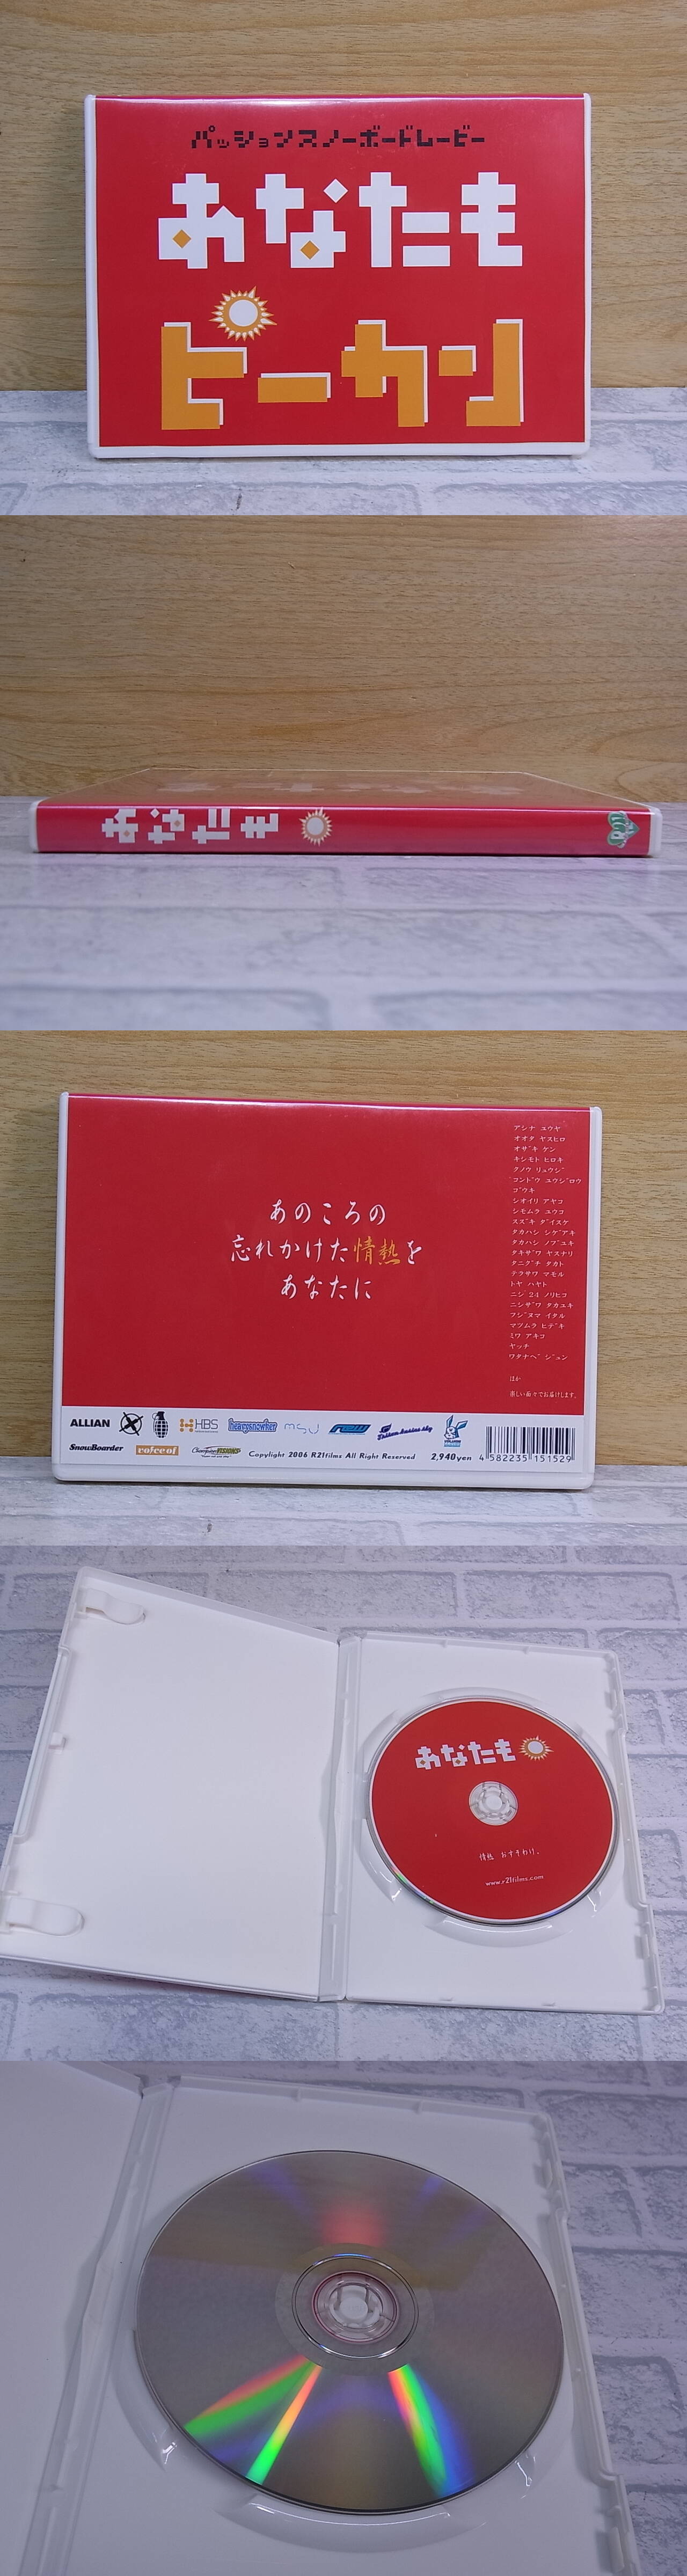 パッションスノーボードムービー
あなたも
ピーカン
あなたも
あのころの
忘れかけた情熱を
あなたに
アシナ ユウヤ
オオタ ヤスヒロ
オザキ ケン
キシモト ヒロキ
クノウ リュウジ
コンドウ ユウジロウ
ゴウキ
シオイリ アヤコ
シモムラ ユウコ
スズキ ダイスケ
タカハシ シゲアキ
タカハシ ノブユキ
タキザワ ヤスナリ
タニグチ タカト
テラサワ マモル
トヤ ハヤト
ニシ 24 ノリヒコ
ニシザワ タカユキ
フジヌマ イタル
マツムラ ヒデキ
ミワ アキコ
ヤッチ
ワタナベ ジュン
ほか
楽しい面々でお届けします。
ALLIAN HBS heavysnowker msj
SnowBoarder voice of Copyright 2006 R21films All Right Reserved 2,940yen 4 582235 151529
あなたも
情熱 おすそわけ。
www.r21films.com